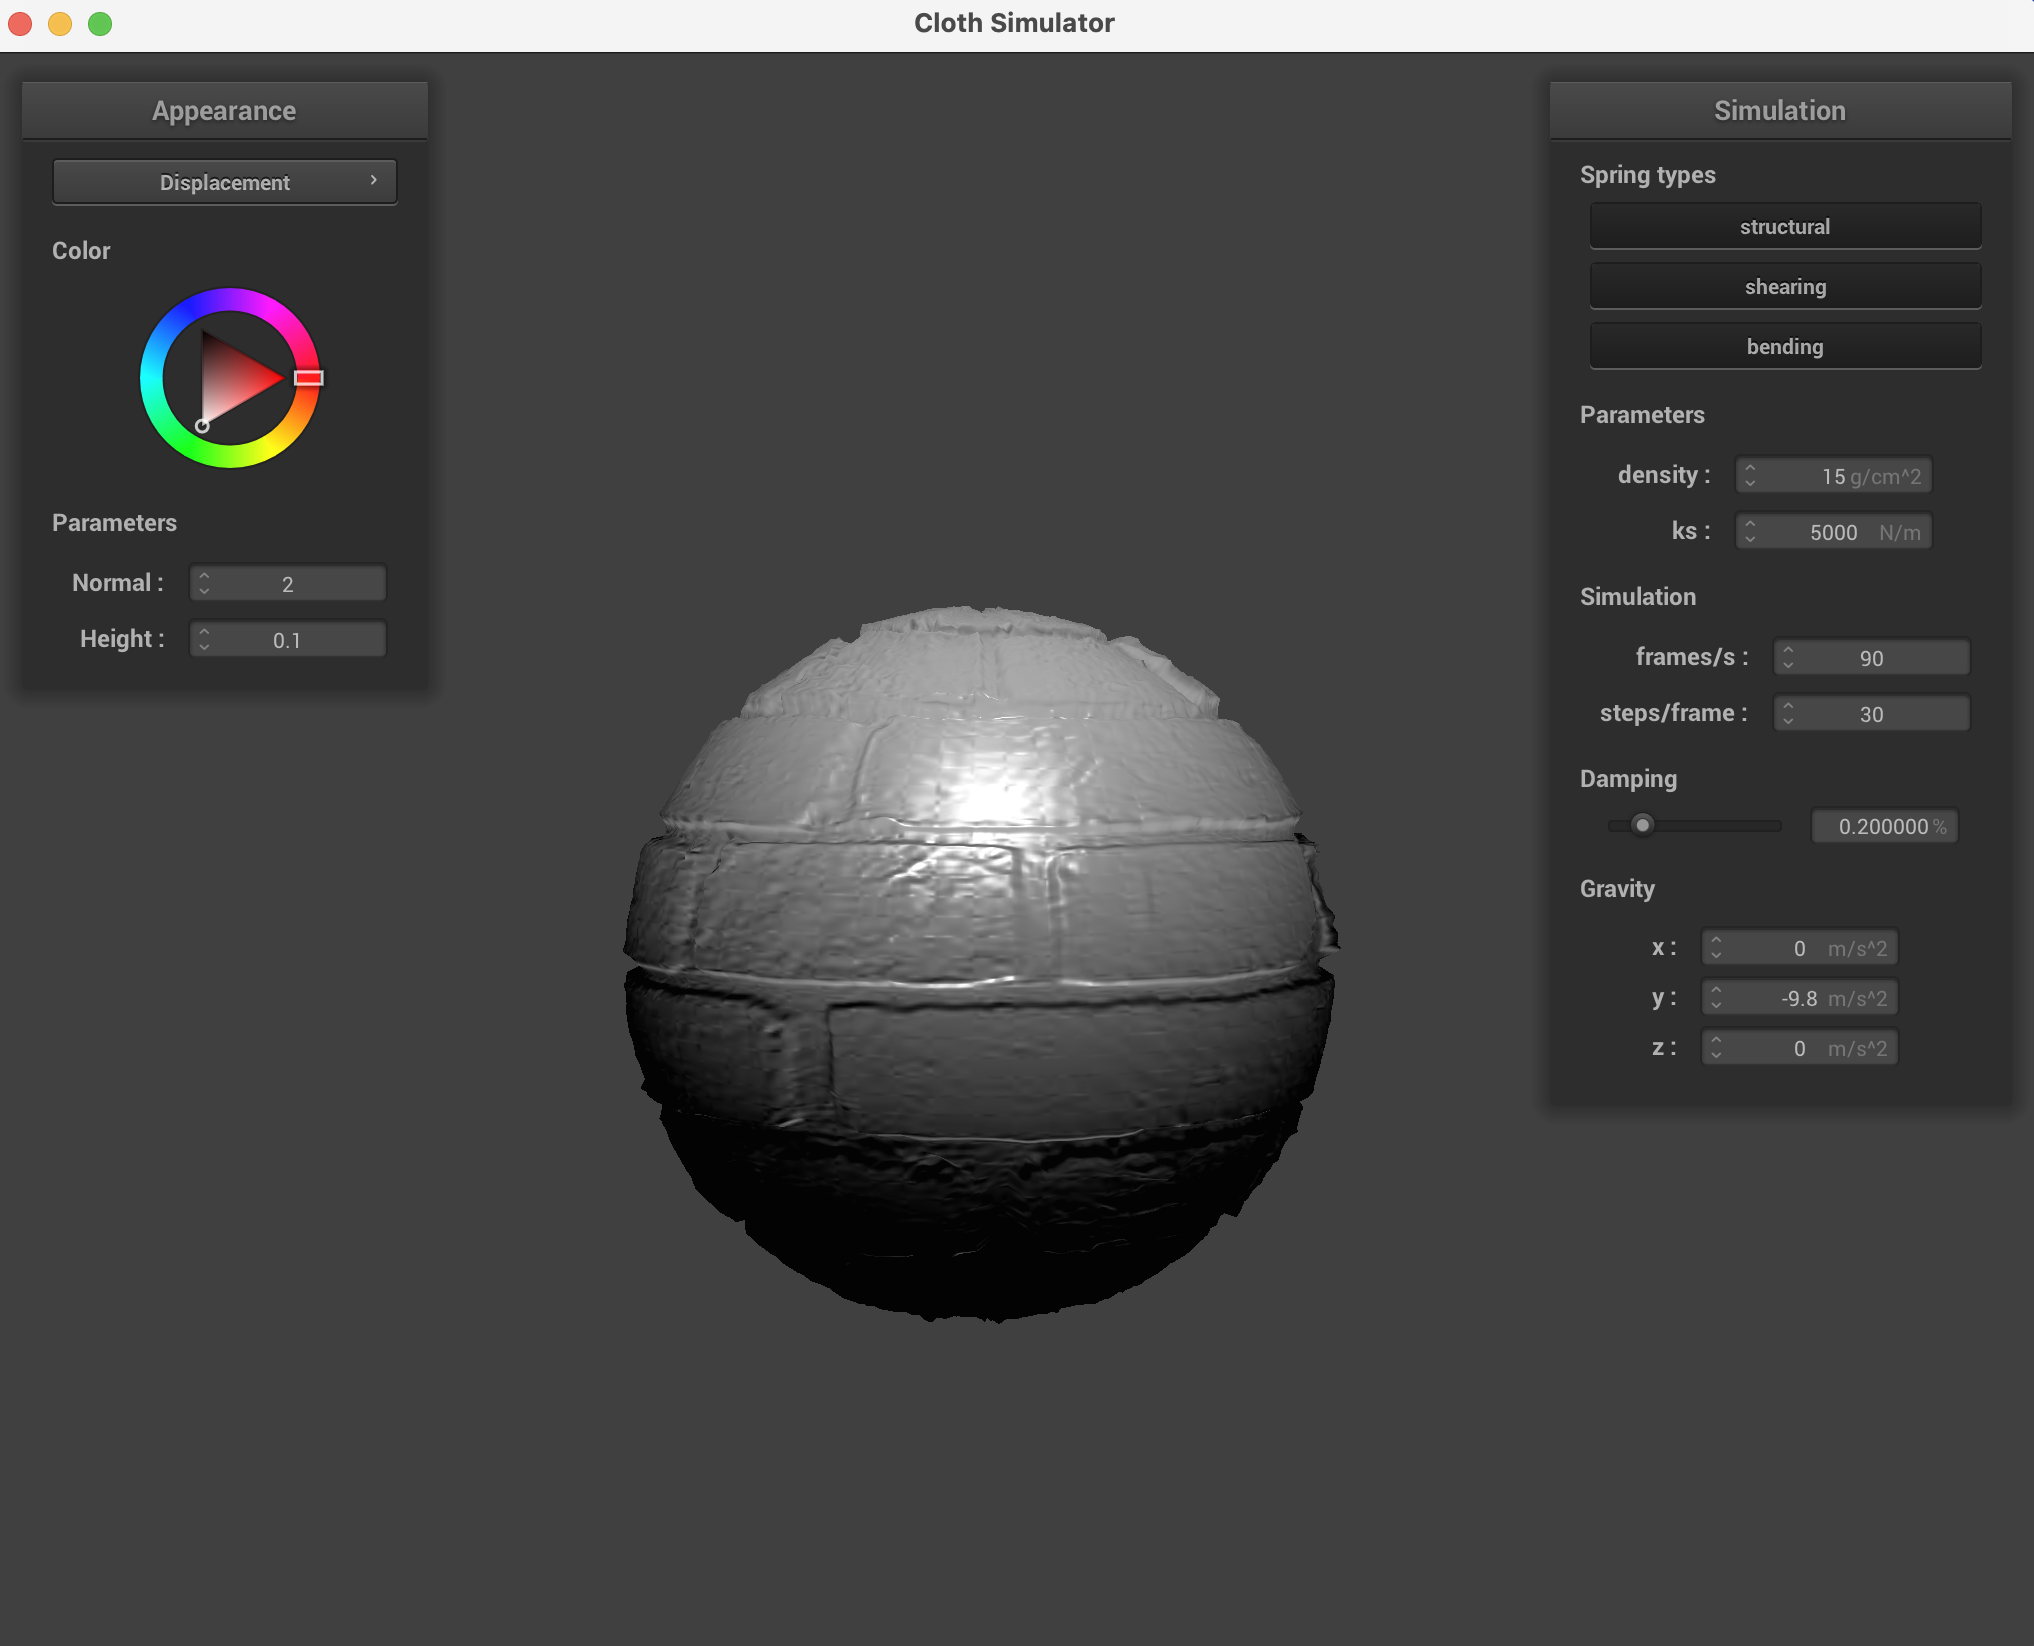 Cloth Simulator
Appearance
Displacement
Color
Parameters
Normal : 2
Height : 0.1
Simulation
Spring types
structural
shearing
bending
Parameters
density : 15 g/cm^2
ks : 5000 N/m
Simulation
frames/s : 90
steps/frame : 30
Damping
0.200000 %
Gravity
x : 0 m/s^2
y : -9.8 m/s^2
z : 0 m/s^2